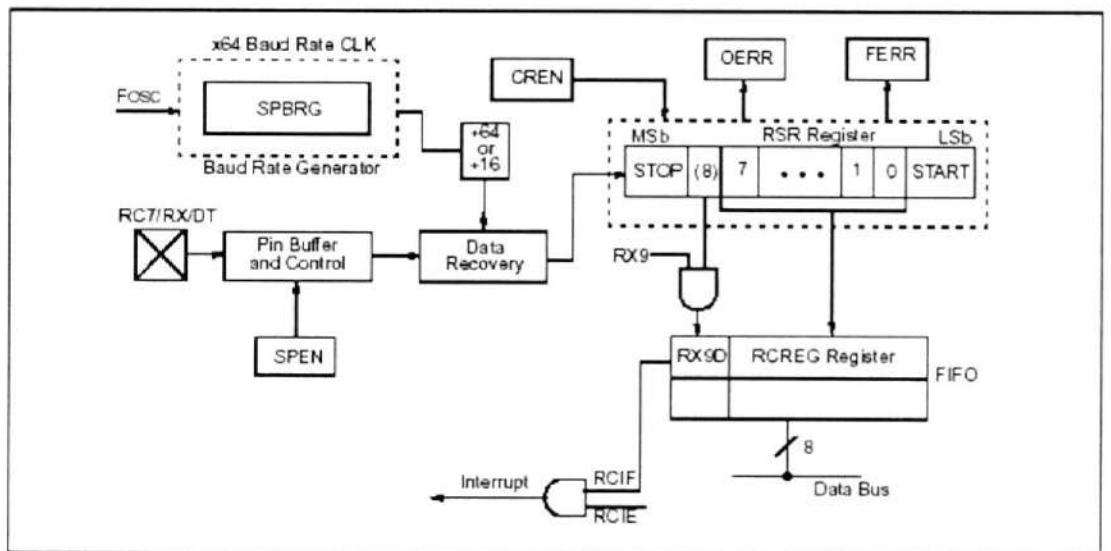 x64 Baud Rate CLK
FOSC
SPBRG
Baud Rate Generator
+64
or
+16
CREN
OERR
FERR
MSb
RSR Register
LSb
STOP (8) 7 • • • 1 0 START
RC7/RX/DT
Pin Buffer
and Control
Data
Recovery
SPEN
RX9
RX9D RCREG Register
FIFO
8
Data Bus
Interrupt
RCIF
RCIE